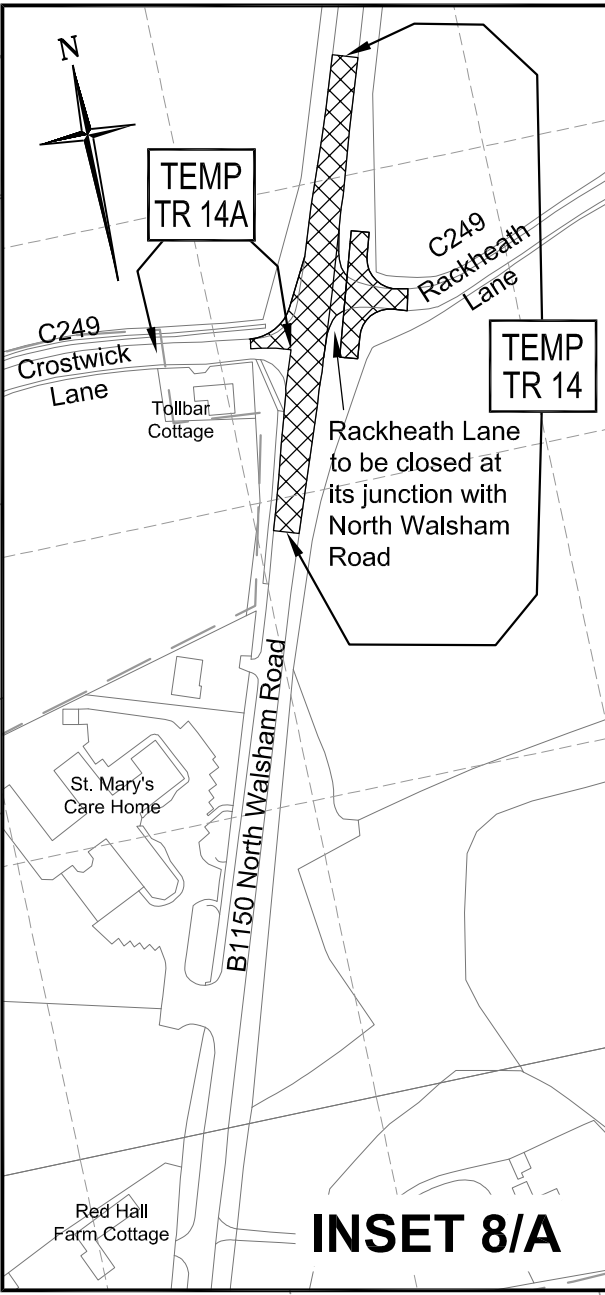 N
TEMP
TR 14A
C249
Rackheath
Lane
C249
Crostwick
Lane
TEMP
TR 14
Tollbar
Cottage
Rackheath Lane
to be closed at
its junction with
North Walsham
Road
B1150 North Walsham Road
St. Mary's
Care Home
Red Hall
Farm Cottage
INSET 8/A